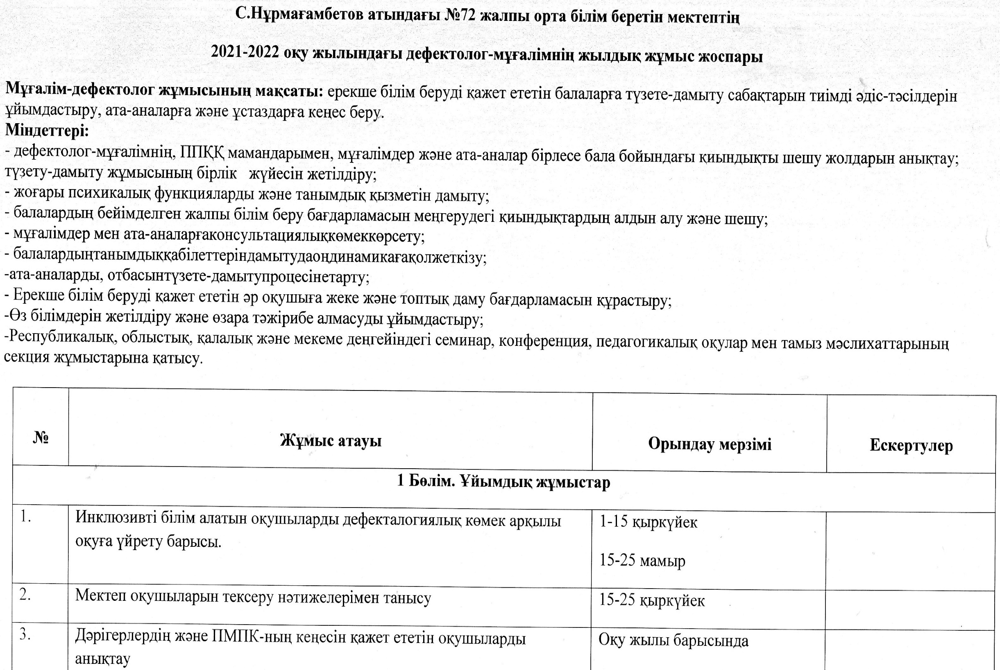 С.Нұрмағамбетов атындағы №72 жалпы орта білім беретін мектептің
2021-2022 оқу жылындағы дефектолог-мұғалімнің жылдық жұмыс жоспары
Мұғалім-дефектолог жұмысының мақсаты: ерекше білім беруді қажет ететін балаларға түзете-дамыту сабақтарын тиімді әдіс-тәсілдерін
ұйымдастыру, ата-аналарға және ұстаздарға кеңес беру.
Міндеттері:
- дефектолог-мұғалімнің, ППҚҚ мамандарымен, мұғалімдер және ата-аналар бірлесе бала бойындағы қиындықты шешу жолдарын анықтау;
түзету-дамыту жұмысының бірлік жүйесін жетілдіру;
- жоғары психикалық функцияларды және танымдық қызметін дамыту;
- балалардың бейімделген жалпы білім беру бағдарламасын меңгерудегі қиындықтардың алдын алу және шешу;
- мұғалімдер мен ата-аналарғаконсультациялықкөмеккөрсету;
- балалардыңтанымдыққабілеттеріндамытудаоңдинамикағақолжеткізу;
-ата-аналарды, отбасынтүзете-дамытупроцесінетарту;
- Ерекше білім беруді қажет ететін әр оқушыға жеке және топтық даму бағдарламасын құрастыру;
-Өз білімдерін жетілдіру және өзара тәжірибе алмасуды ұйымдастыру;
-Республикалық, облыстық, қалалық және мекеме деңгейіндегі семинар, конференция, педагогикалық оқулар мен тамыз мәслихаттарының
секция жұмыстарына қатысу.
№ Жұмыс атауы Орындау мерзімі Ескертулер
1 Бөлім. Ұйымдық жұмыстар
1. Инклюзивті білім алатын оқушыларды дефекталогиялық көмек арқылы 1-15 қыркүйек
оқуға үйрету барысы.
15-25 мамыр
2. Мектеп оқушыларын тексеру нәтижелерімен танысу 15-25 қыркүйек
3. Дәрігерлердің және ПМПК-ның кеңесін қажет ететін оқушыларды Оқу жылы барысында
анықтау